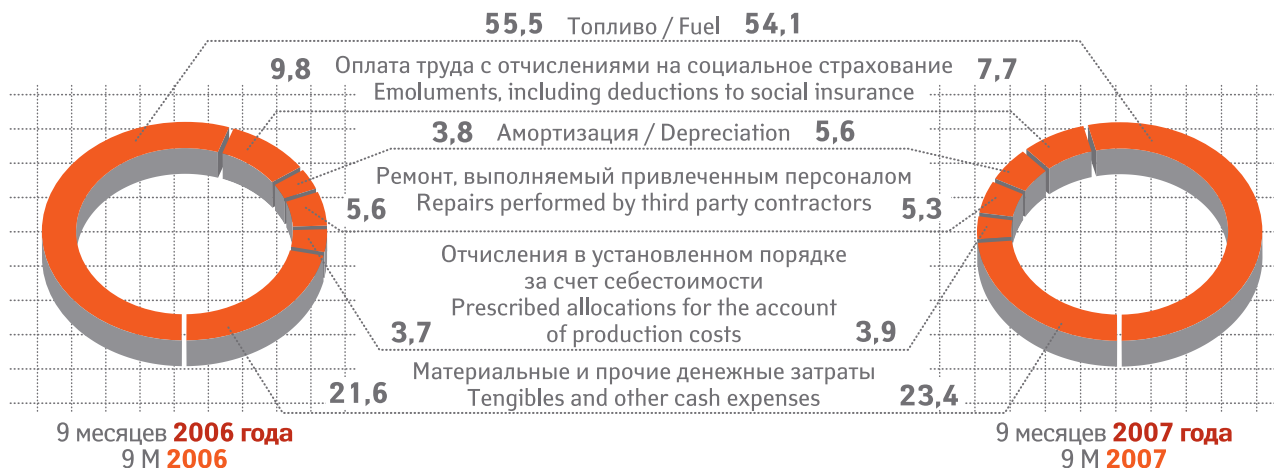 55,5 Топливо / Fuel 54,1
9,8 Оплата труда с отчислениями на социальное страхование 7,7
Emoluments, including deductions to social insurance
3,8 Амортизация / Depreciation 5,6
Ремонт, выполняемый привлеченным персоналом
5,6 Repairs performed by third party contractors 5,3
Отчисления в установленном порядке
за счет себестоимости
Prescribed allocations for the account
3,7 of production costs 3,9
Материальные и прочие денежные затраты
21,6 Tengibles and other cash expenses 23,4
9 месяцев 2006 года
9 М 2006
9 месяцев 2007 года
9 М 2007